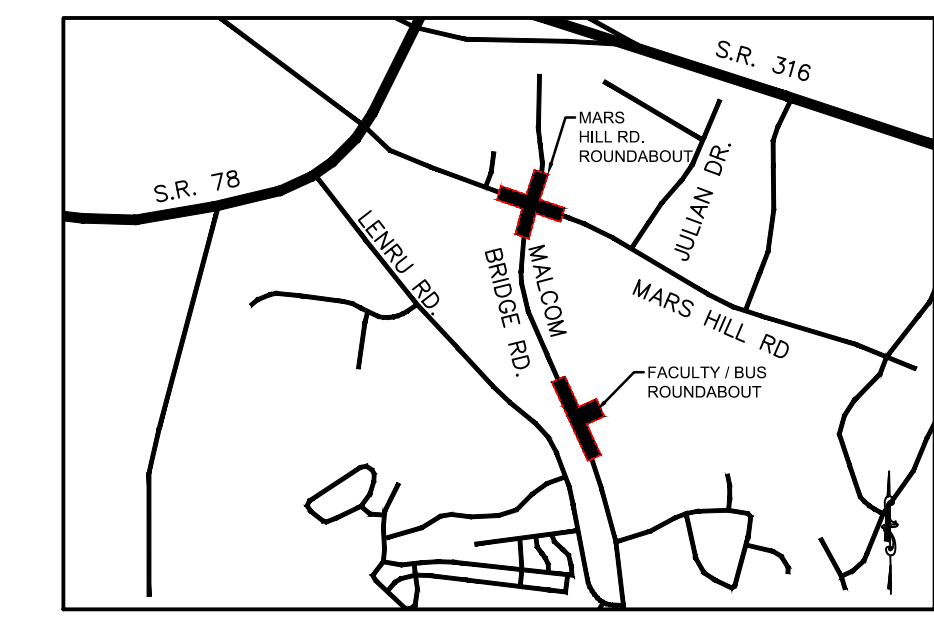 S.R. 316
MARS
HILL RD.
ROUNDABOUT
S.R. 78
JULIAN DR.
LENRU RD.
MALCOM
BRIDGE RD.
MARS HILL RD
FACULTY / BUS
ROUNDABOUT